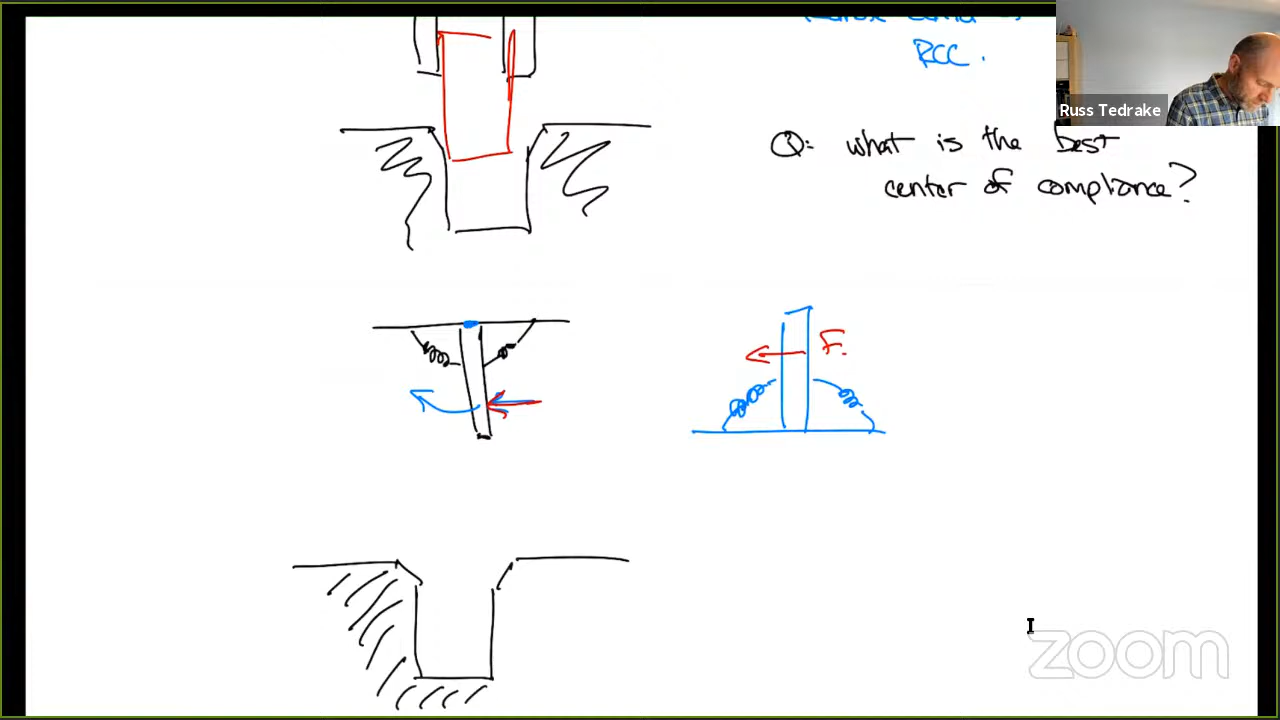 RCC.
Russ Tedrake
Q: what is the best
center of compliance?
F.
zoom